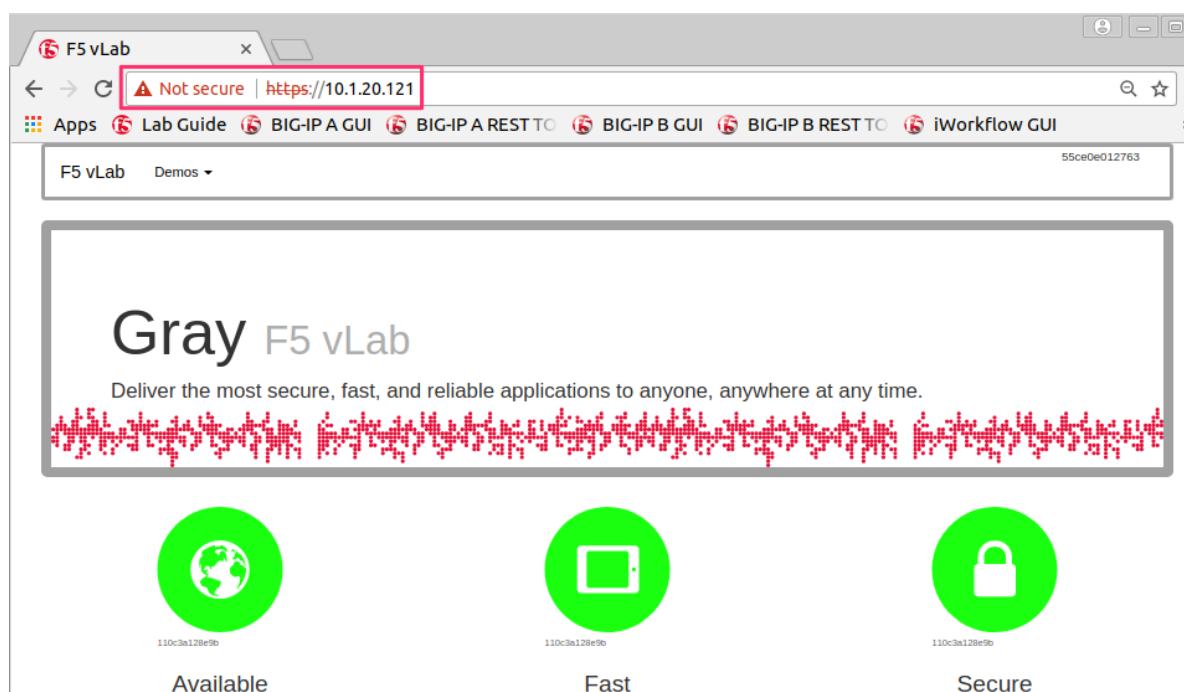 F5 vLab
Not secure https://10.1.20.121
Apps Lab Guide BIG-IP A GUI BIG-IP A REST TO BIG-IP B GUI BIG-IP B REST TO iWorkflow GUI
55ce0e012763
F5 vLab Demos
Gray F5 vLab
Deliver the most secure, fast, and reliable applications to anyone, anywhere at any time.
110c3a128e9b 110c3a128e9b 110c3a128e9b
Available Fast Secure